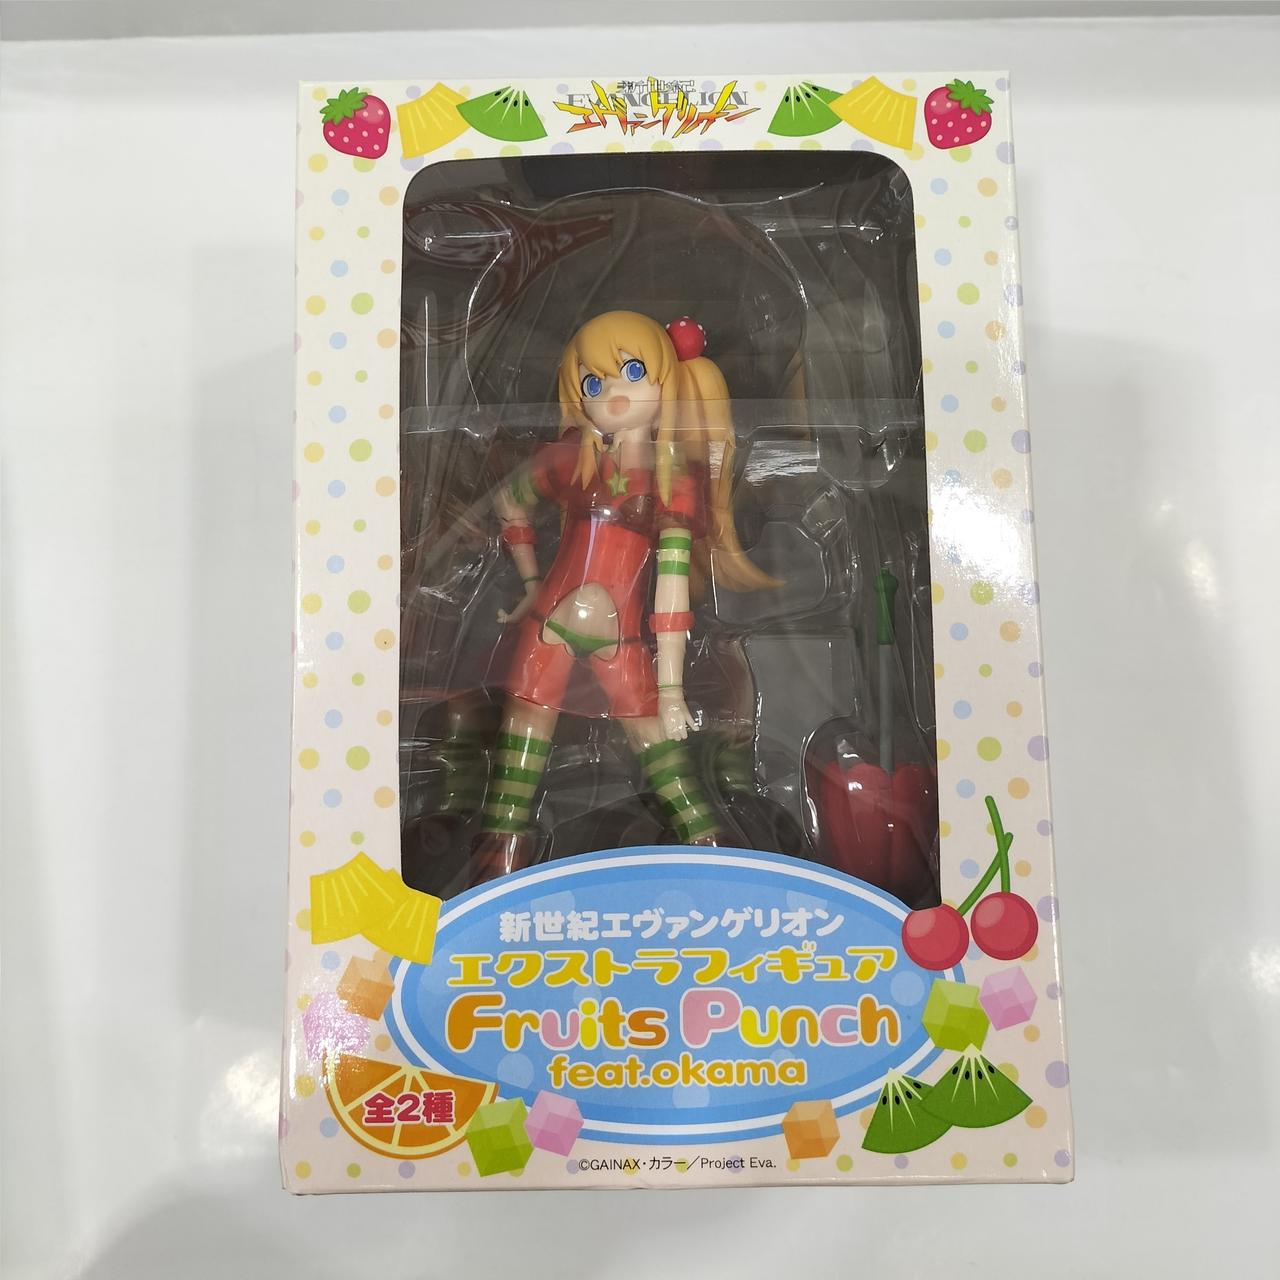 新世紀
EVANGELION
エヴァンゲリオン
新世紀エヴァンゲリオン
エクストラフィギュア
Fruits Punch
feat.okama
全2種
©GAINAX・カラー／Project Eva.